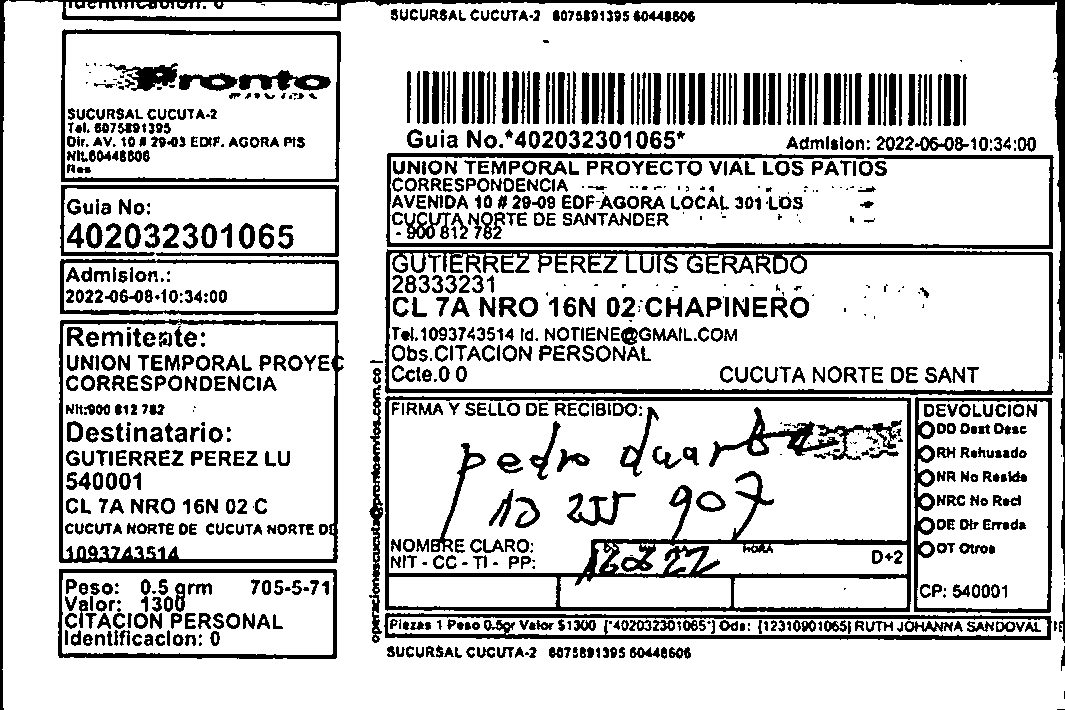 Identificacion: 0
SUCURSAL CUCUTA-2 6075891395 60448606
Pronto
envios
SUCURSAL CUCUTA-2
Tel. 6075891395
Dir. AV. 10 # 29-03 EDIF. AGORA PIS
Nit.60448606
Res
Guia No:
402032301065
Admision.:
2022-06-08-10:34:00
Remitente:
UNION TEMPORAL PROYEC
CORRESPONDENCIA
Nit:900 812 782
Destinatario:
GUTIERREZ PEREZ LU
540001
CL 7A NRO 16N 02 C
CUCUTA NORTE DE CUCUTA NORTE DE
1093743514
Peso: 0.5 grm 705-5-71
Valor: 1300
CITACION PERSONAL
Identificacion: 0
Guia No.*402032301065*
Admision: 2022-06-08-10:34:00
UNION TEMPORAL PROYECTO VIAL LOS PATIOS
CORRESPONDENCIA
AVENIDA 10 # 29-09 EDF AGORA LOCAL 301 LOS
CUCUTA NORTE DE SANTANDER
- 900 812 782
GUTIERREZ PEREZ LUIS GERARDO
28333231
CL 7A NRO 16N 02 CHAPINERO
Tel.1093743514 Id. NOTIENE@GMAIL.COM
Obs.CITACION PERSONAL
Ccte.0 0 CUCUTA NORTE DE SANT
operacionescucuta@prontoenvios.com.co
FIRMA Y SELLO DE RECIBIDO:
pedro duarte
10 255 907
NOMBRE CLARO:
NIT - CC - TI - PP:
HORA
D+2
DEVOLUCION
DD Dest Desc
RH Rehusado
NR No Reside
NRC No Recl
DE Dir Errada
OT Otros
CP: 540001
Piezas 1 Peso 0.5gr Valor $1300 [*402032301065*] Ods: [12310901065] RUTH JOHANNA SANDOVAL
SUCURSAL CUCUTA-2 6075891395 60448606